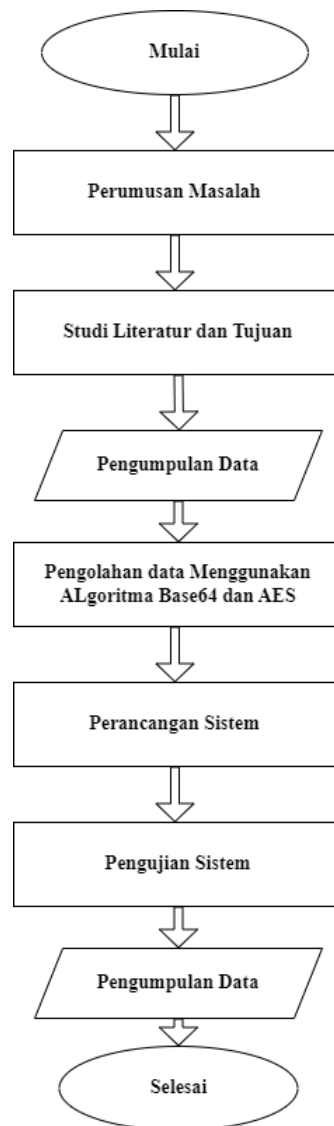 Mulai
Perumusan Masalah
Studi Literatur dan Tujuan
Pengumpulan Data
Pengolahan data Menggunakan
ALgoritma Base64 dan AES
Perancangan Sistem
Pengujian Sistem
Pengumpulan Data
Selesai